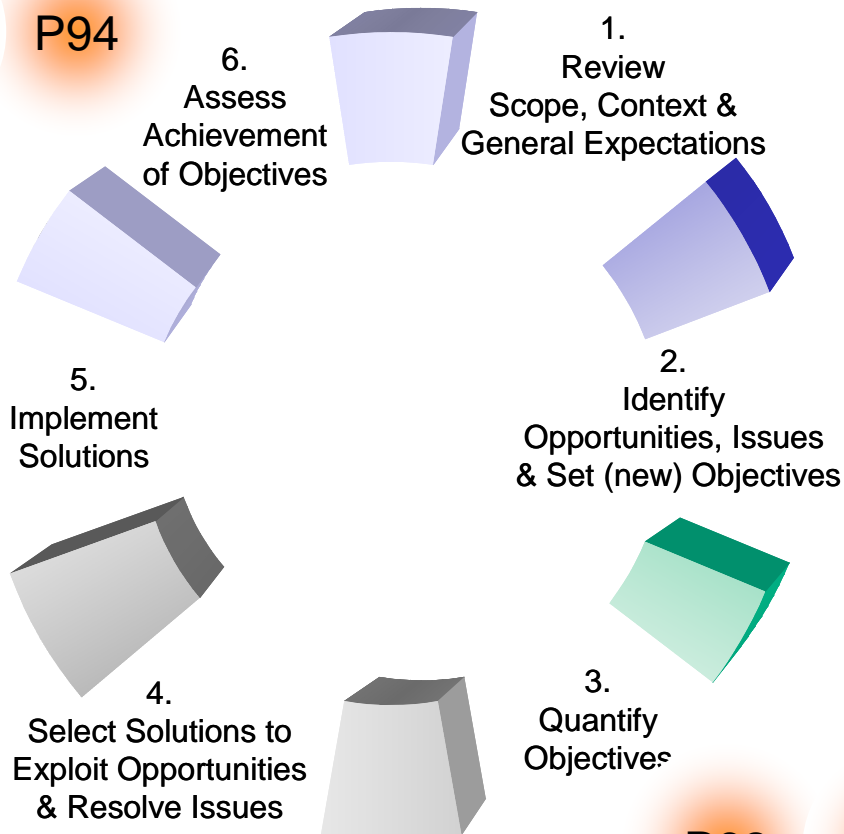 P94
1.
Review
Scope, Context &
General Expectations
2.
Identify
Opportunities, Issues
& Set (new) Objectives
3.
Quantify
Objectives
4.
Select Solutions to
Exploit Opportunities
& Resolve Issues
5.
Implement
Solutions
6.
Assess
Achievement
of Objectives